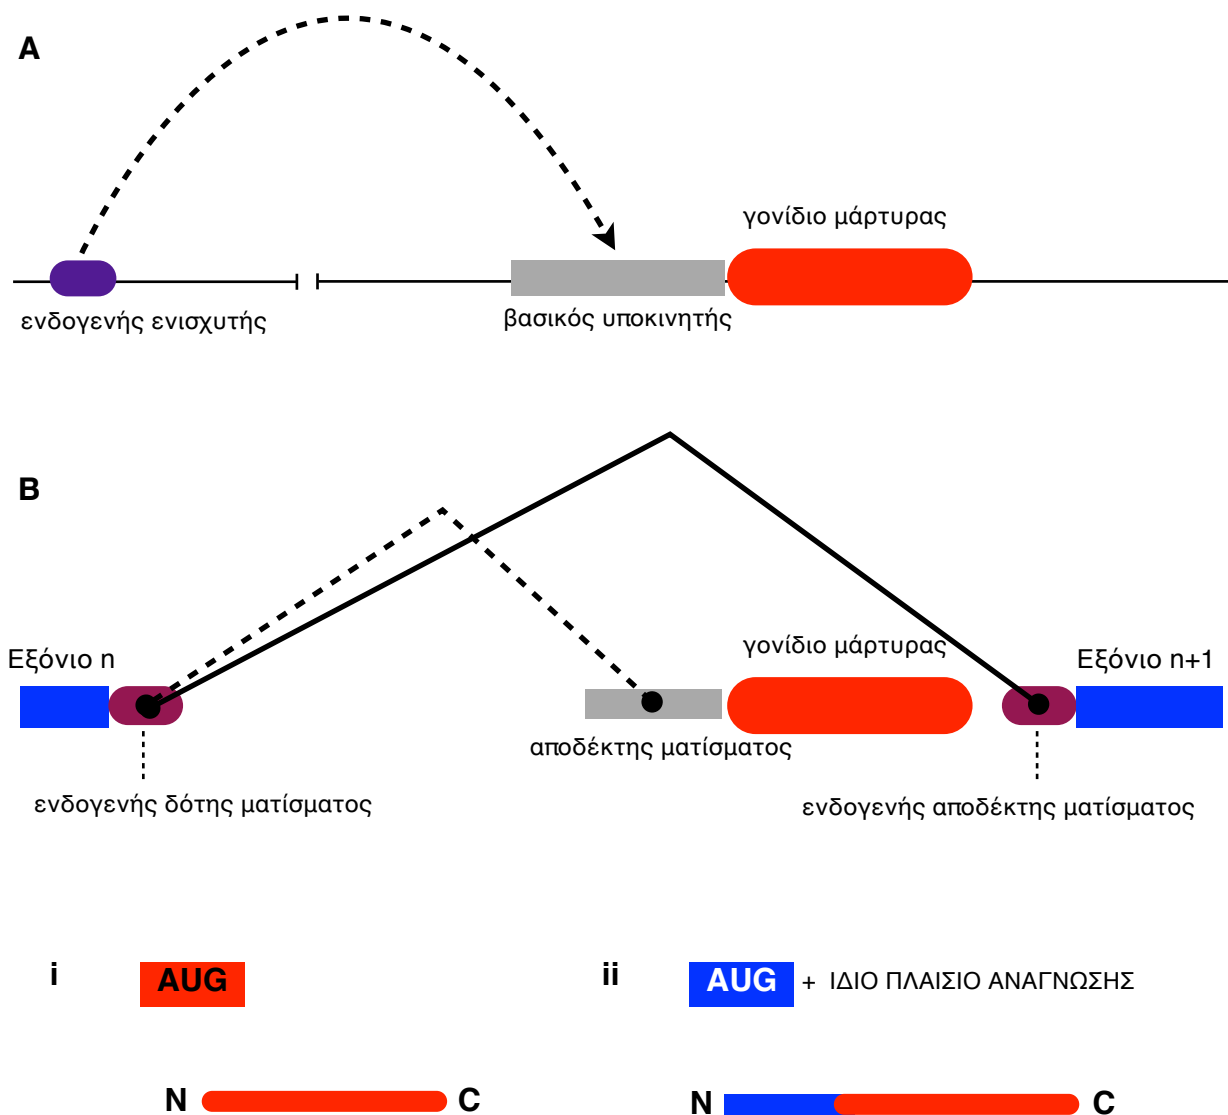 A
γονίδιο μάρτυρας
ενδογενής ενισχυτής
βασικός υποκινητής
B
Εξόνιο n
γονίδιο μάρτυρας
Εξόνιο n+1
αποδέκτης ματίσματος
ενδογενής δότης ματίσματος
ενδογενής αποδέκτης ματίσματος
i
AUG
ii
AUG + ΙΔΙΟ ΠΛΑΙΣΙΟ ΑΝΑΓΝΩΣΗΣ
N
C
N
C